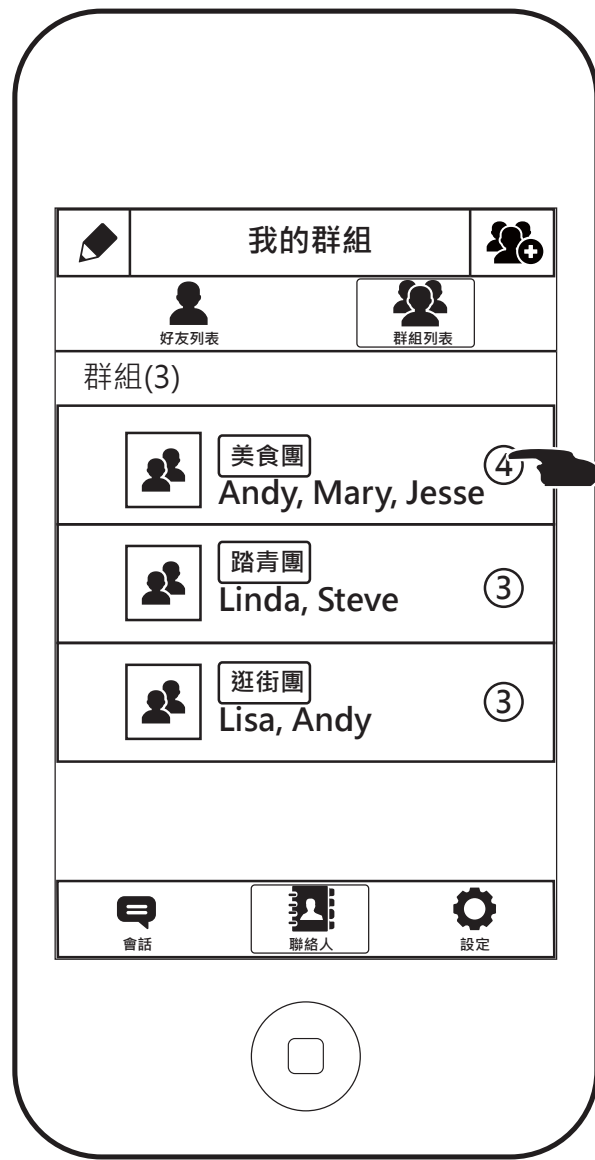 我的群組
好友列表
群組列表
群組(3)
美食團
Andy, Mary, Jesse
④
踏青團
Linda, Steve
③
逛街團
Lisa, Andy
③
會話
聯絡人
設定